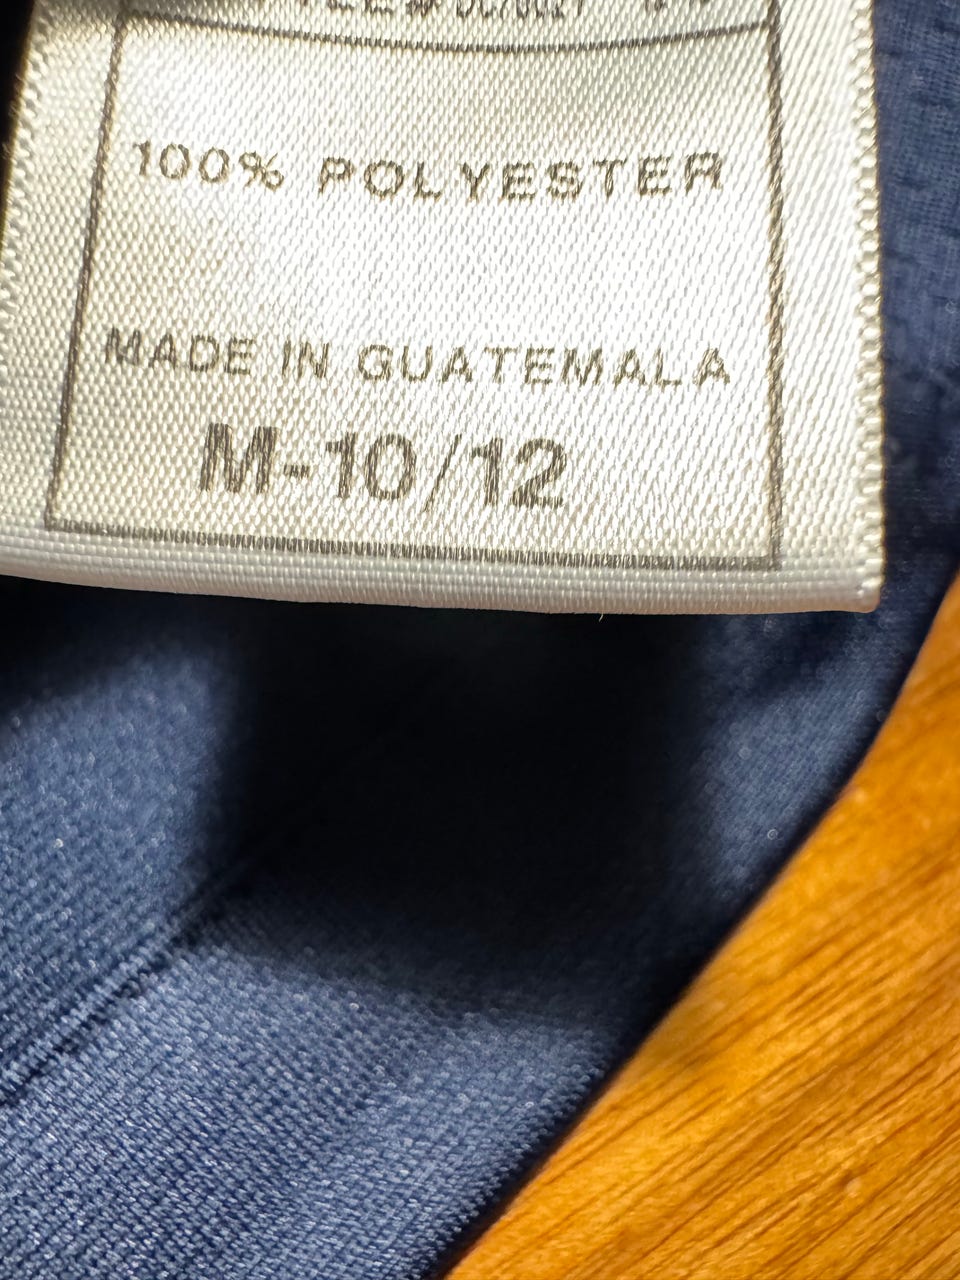 100% POLYESTER
MADE IN GUATEMALA
M-10/12